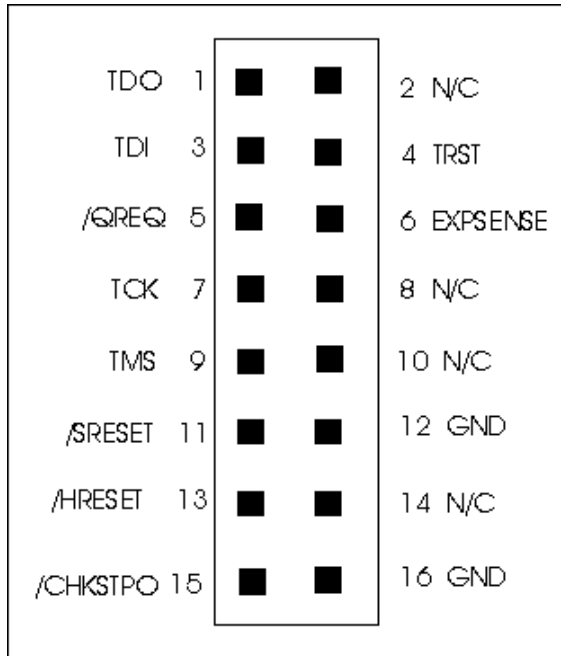 TDO 1 2 N/C
TDI 3 4 TRST
/QREQ 5 6 EXPSENSE
TCK 7 8 N/C
TMS 9 10 N/C
/SRESET 11 12 GND
/HRESET 13 14 N/C
/CHKSTPO 15 16 GND